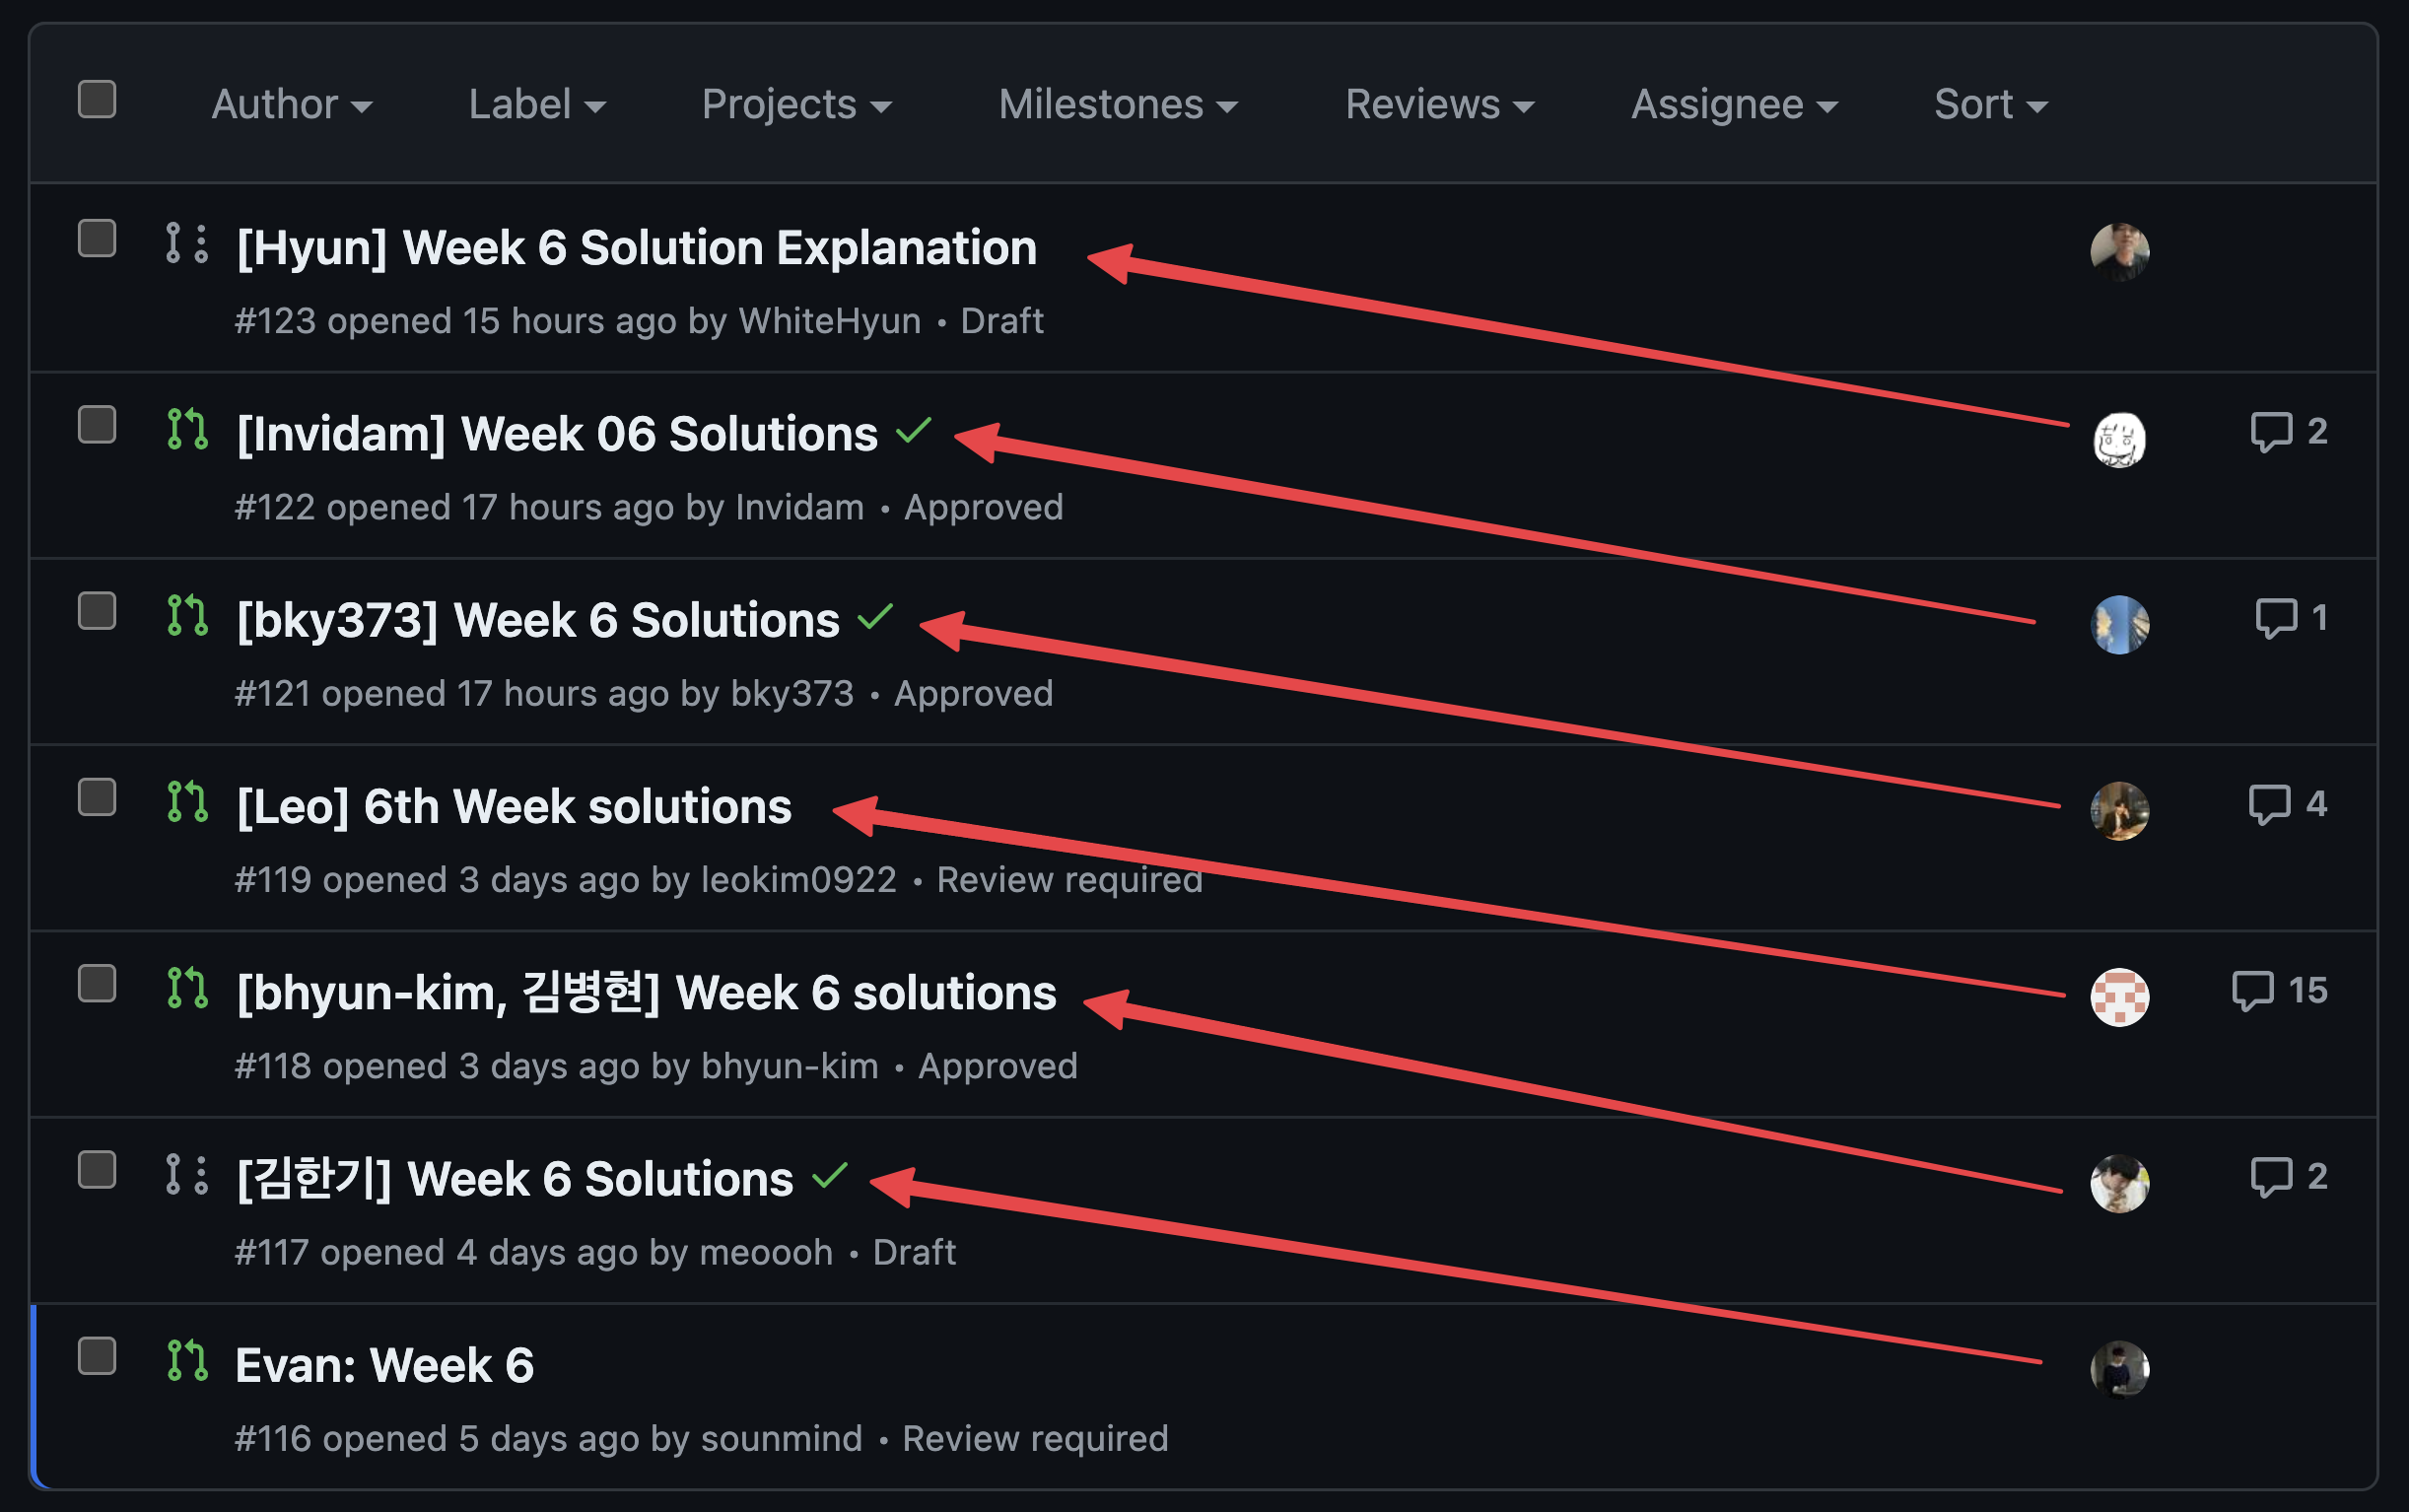 Author Label Projects Milestones Reviews Assignee Sort
[Hyun] Week 6 Solution Explanation
#123 opened 15 hours ago by WhiteHyun • Draft
[Invidam] Week 06 Solutions 2
#122 opened 17 hours ago by Invidam • Approved
[bky373] Week 6 Solutions 1
#121 opened 17 hours ago by bky373 • Approved
[Leo] 6th Week solutions 4
#119 opened 3 days ago by leokim0922 • Review required
[bhyun-kim, 김병현] Week 6 solutions 15
#118 opened 3 days ago by bhyun-kim • Approved
[김한기] Week 6 Solutions 2
#117 opened 4 days ago by meoooh • Draft
Evan: Week 6
#116 opened 5 days ago by sounmind • Review required